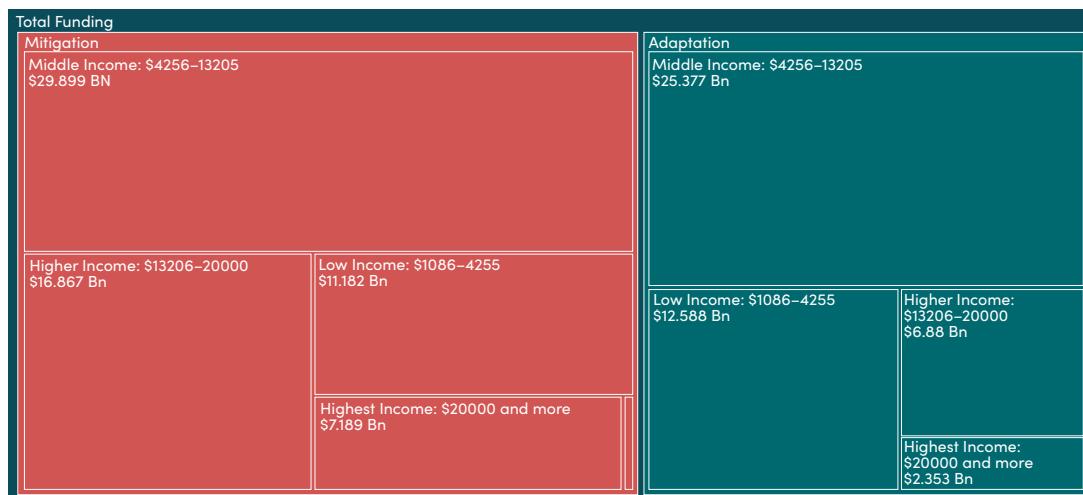 Total Funding
Mitigation
Middle Income: $4256–13205
$29.899 BN
Higher Income: $13206–20000
$16.867 Bn
Low Income: $1086–4255
$11.182 Bn
Highest Income: $20000 and more
$7.189 Bn
Adaptation
Middle Income: $4256–13205
$25.377 Bn
Low Income: $1086–4255
$12.588 Bn
Higher Income:
$13206–20000
$6.88 Bn
Highest Income:
$20000 and more
$2.353 Bn